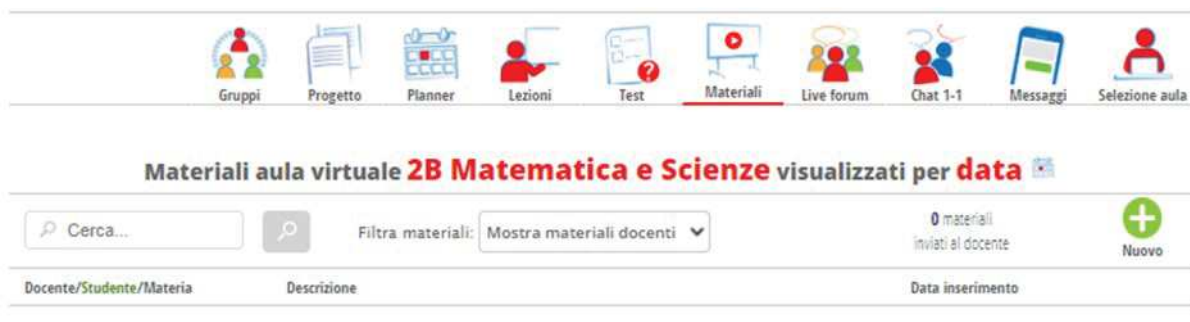 Gruppi Progetto Planner Lezioni Test Materiali Live forum Chat 1-1 Messaggi Selezione aula
Materiali aula virtuale 2B Matematica e Scienze visualizzati per data
Cerca... Filtra materiali: Mostra materiali docenti 0 materiali
inviati al docente
Nuovo
Docente/Studente/Materia Descrizione Data inserimento